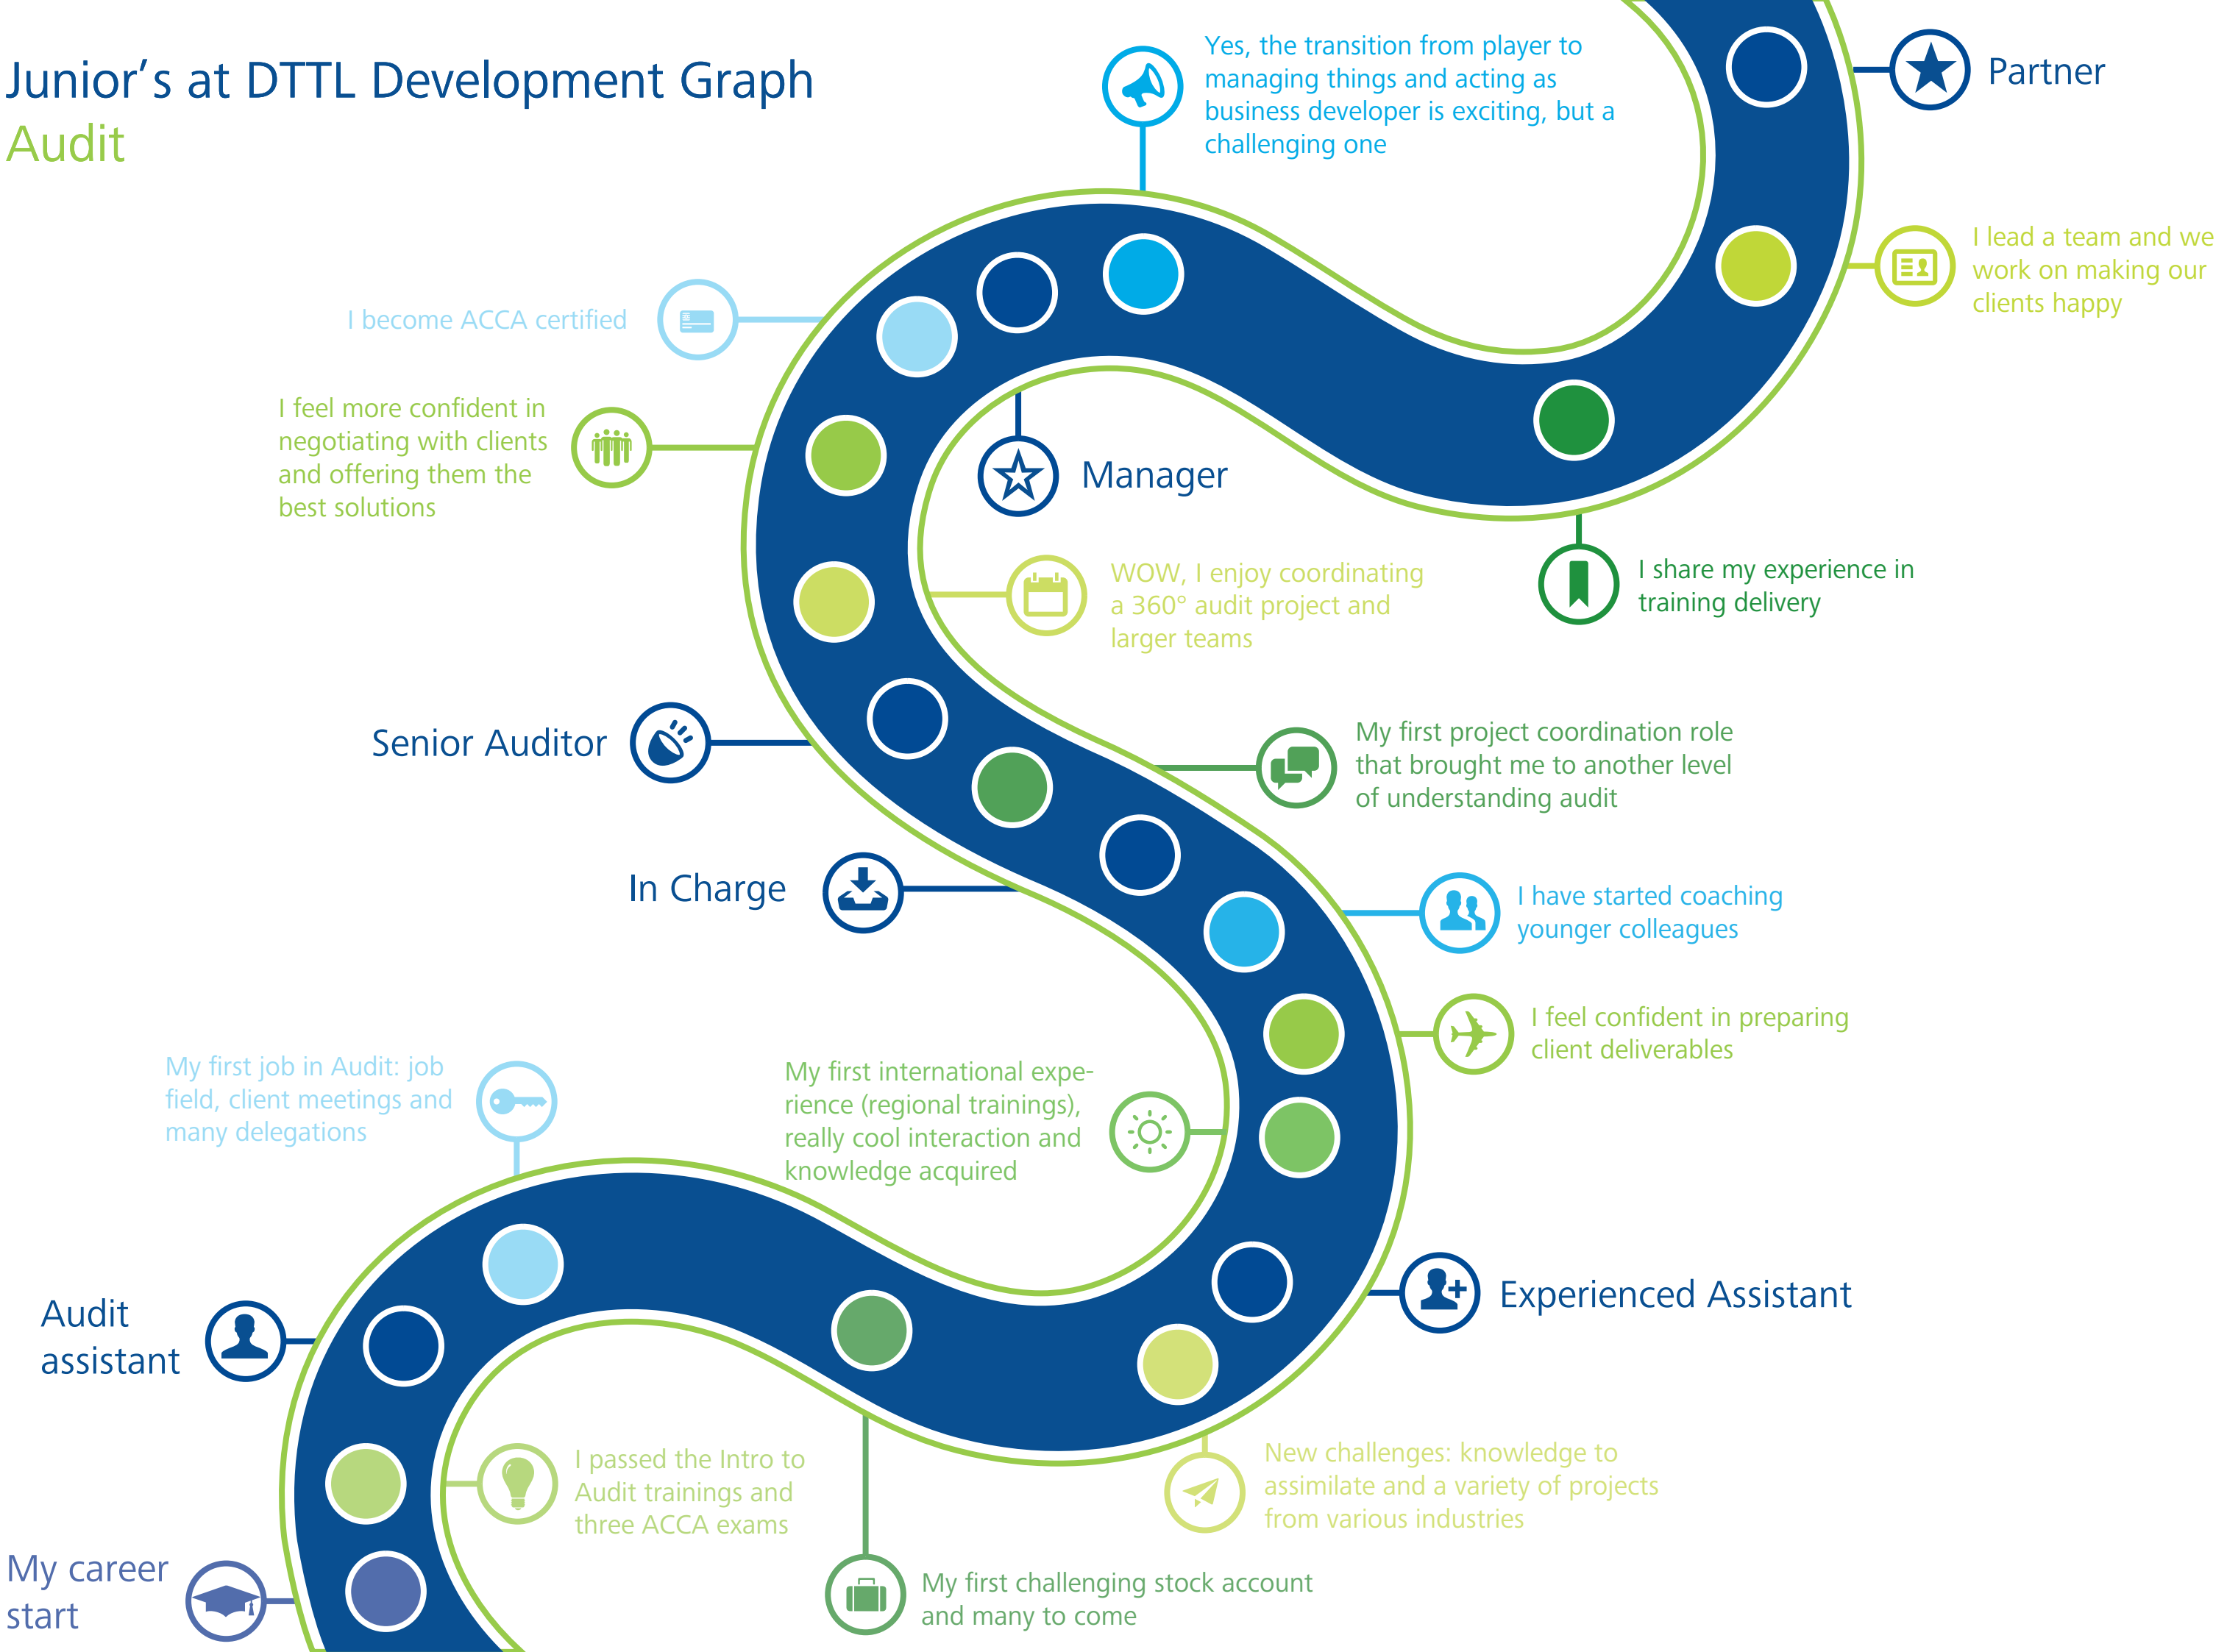 Junior's at DTTL Development Graph
Audit
Yes, the transition from player to
managing things and acting as
business developer is exciting, but a
challenging one
Partner
I lead a team and we
work on making our
clients happy
I become ACCA certified
I feel more confident in
negotiating with clients
and offering them the
best solutions
Manager
WOW, I enjoy coordinating
a 360° audit project and
larger teams
I share my experience in
training delivery
Senior Auditor
My first project coordination role
that brought me to another level
of understanding audit
In Charge
I have started coaching
younger colleagues
I feel confident in preparing
client deliverables
My first job in Audit: job
field, client meetings and
many delegations
My first international expe-
rience (regional trainings),
really cool interaction and
knowledge acquired
Audit
assistant
Experienced Assistant
I passed the Intro to
Audit trainings and
three ACCA exams
New challenges: knowledge to
assimilate and a variety of projects
from various industries
My career
start
My first challenging stock account
and many to come